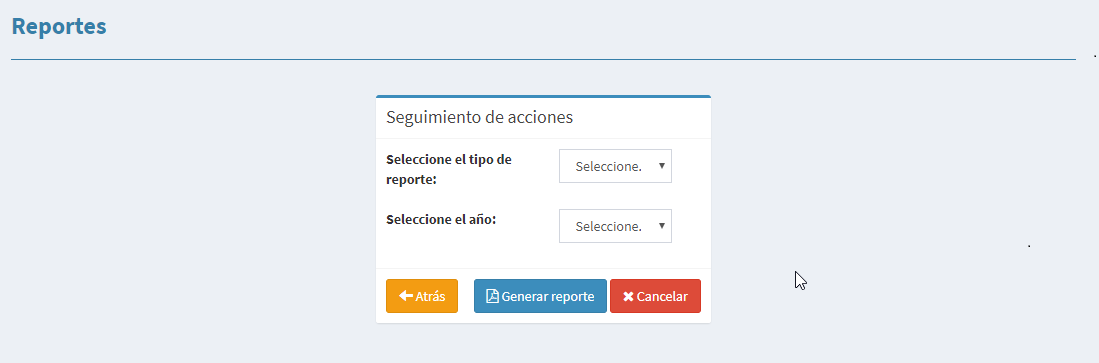 Reportes
Seguimiento de acciones
Seleccione el tipo de
reporte:
Seleccione.
Seleccione el año:
Seleccione.
Atrás
Generar reporte
Cancelar